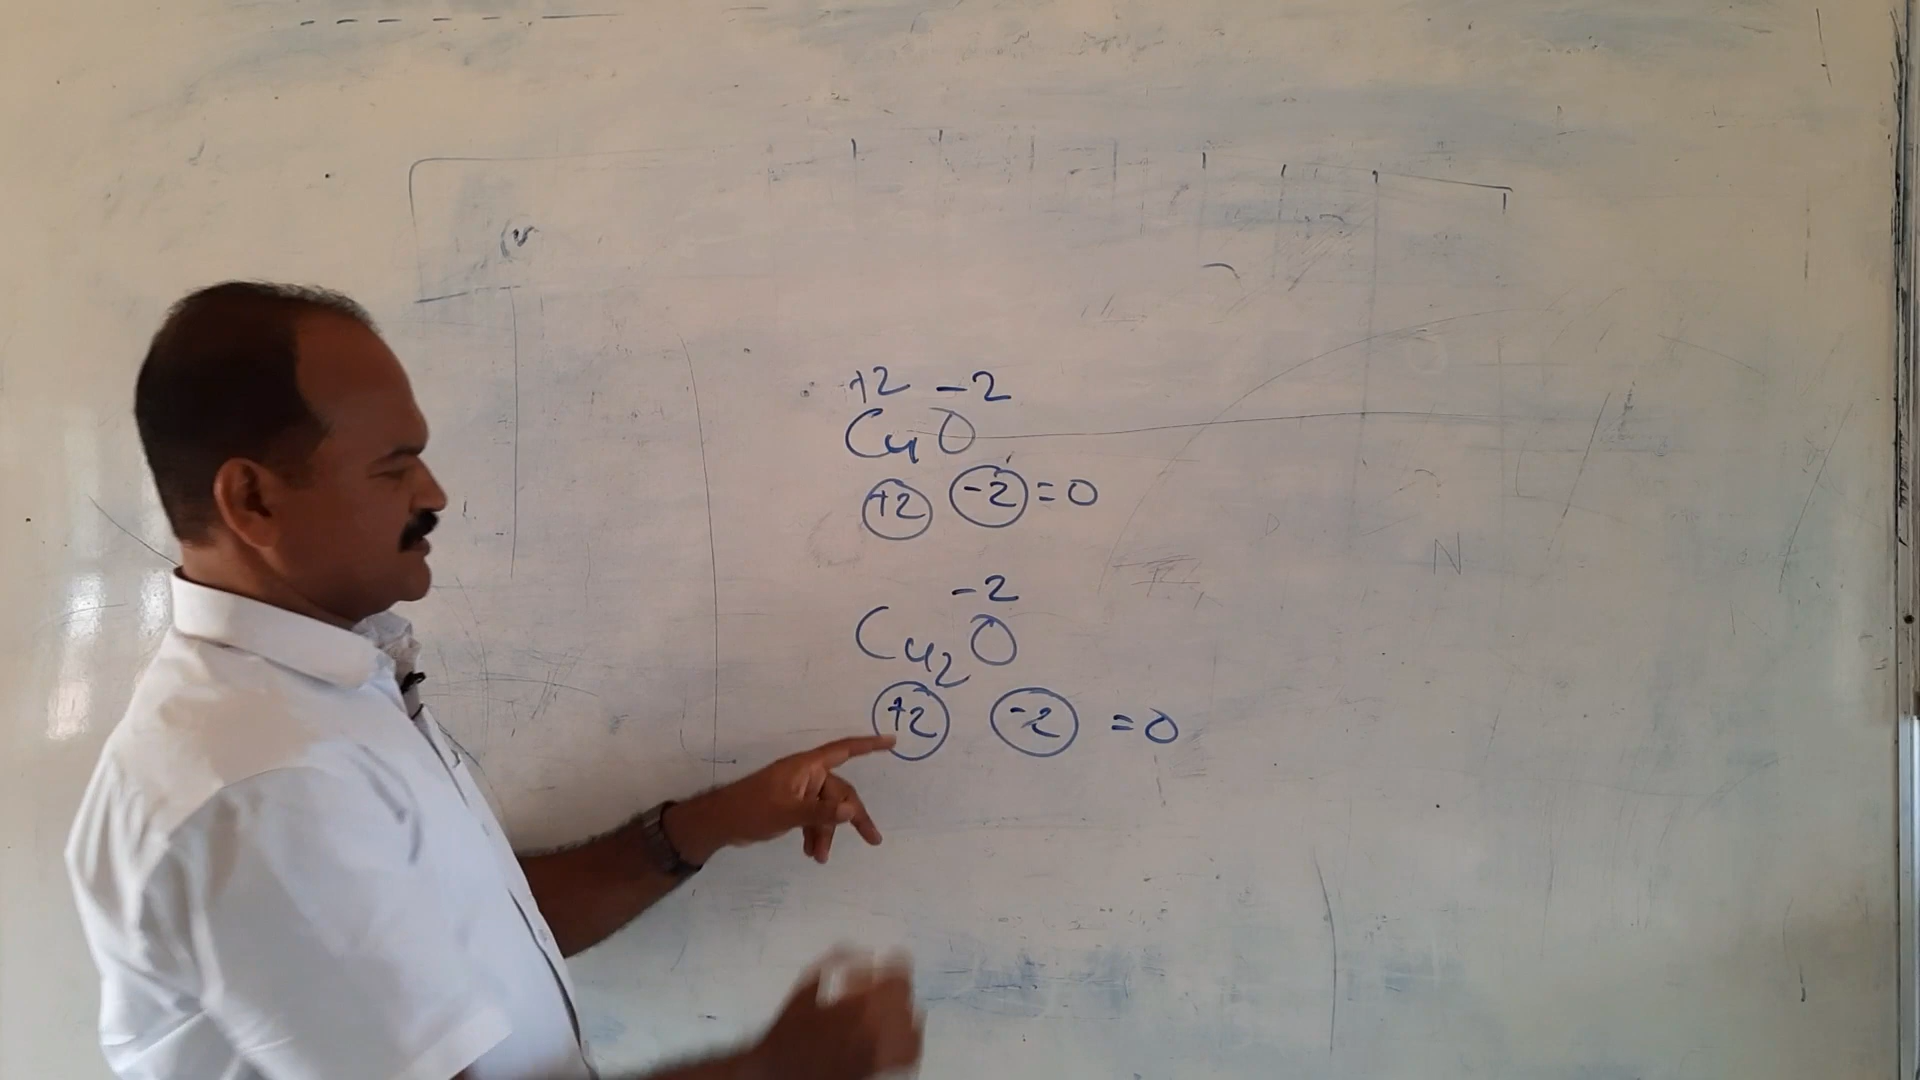 +2 -2
CuO
+2 -2 = 0
-2
Cu₂O
+2 -2 = 0
N